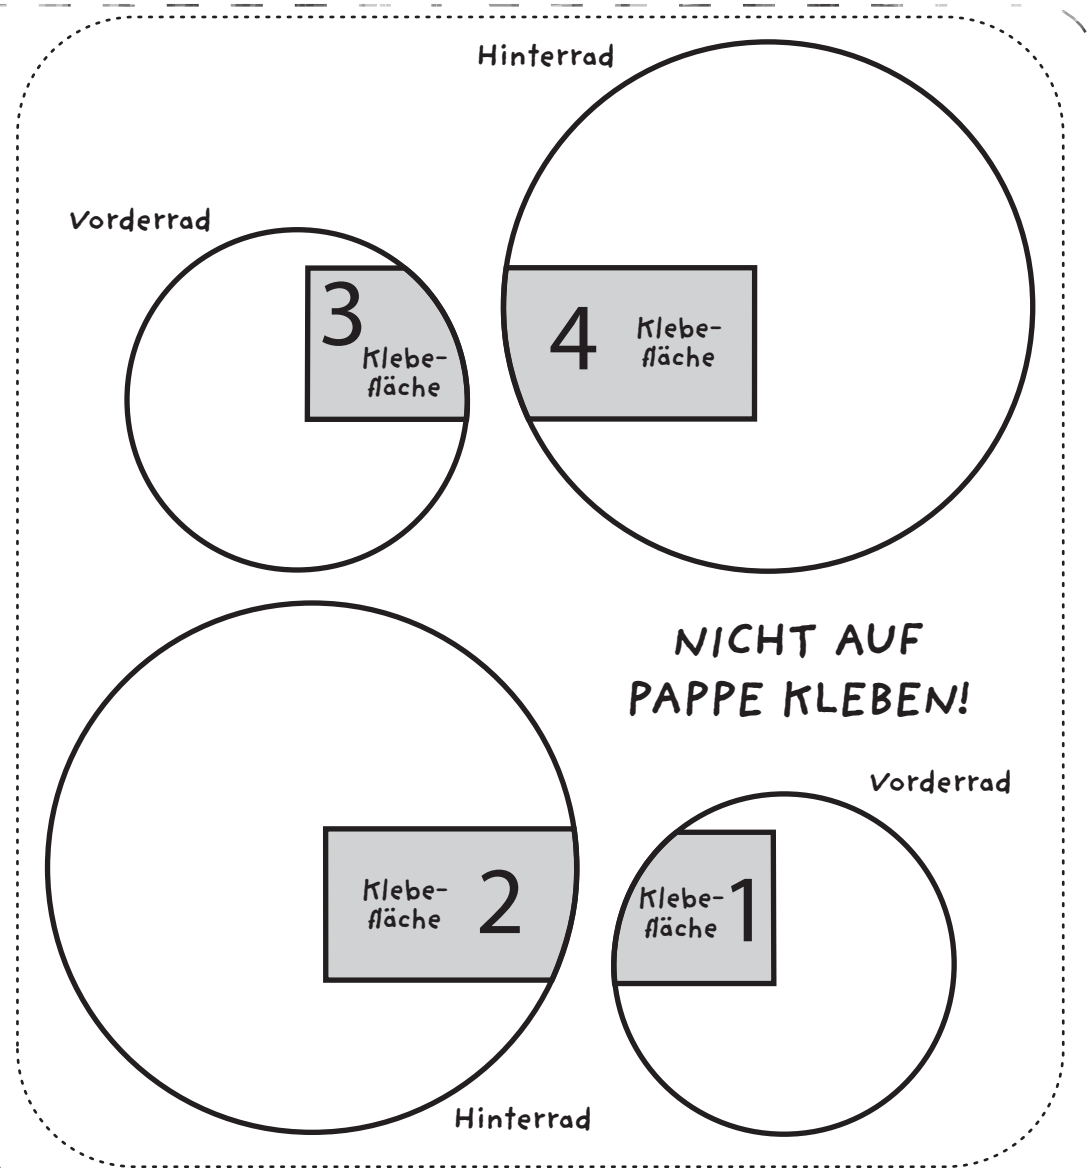 Hinterrad
Vorderrad
3
Klebe-
fläche
4
Klebe-
fläche
NICHT AUF
PAPPE KLEBEN!
Vorderrad
Klebe-
fläche
2
Klebe-
fläche
1
Hinterrad